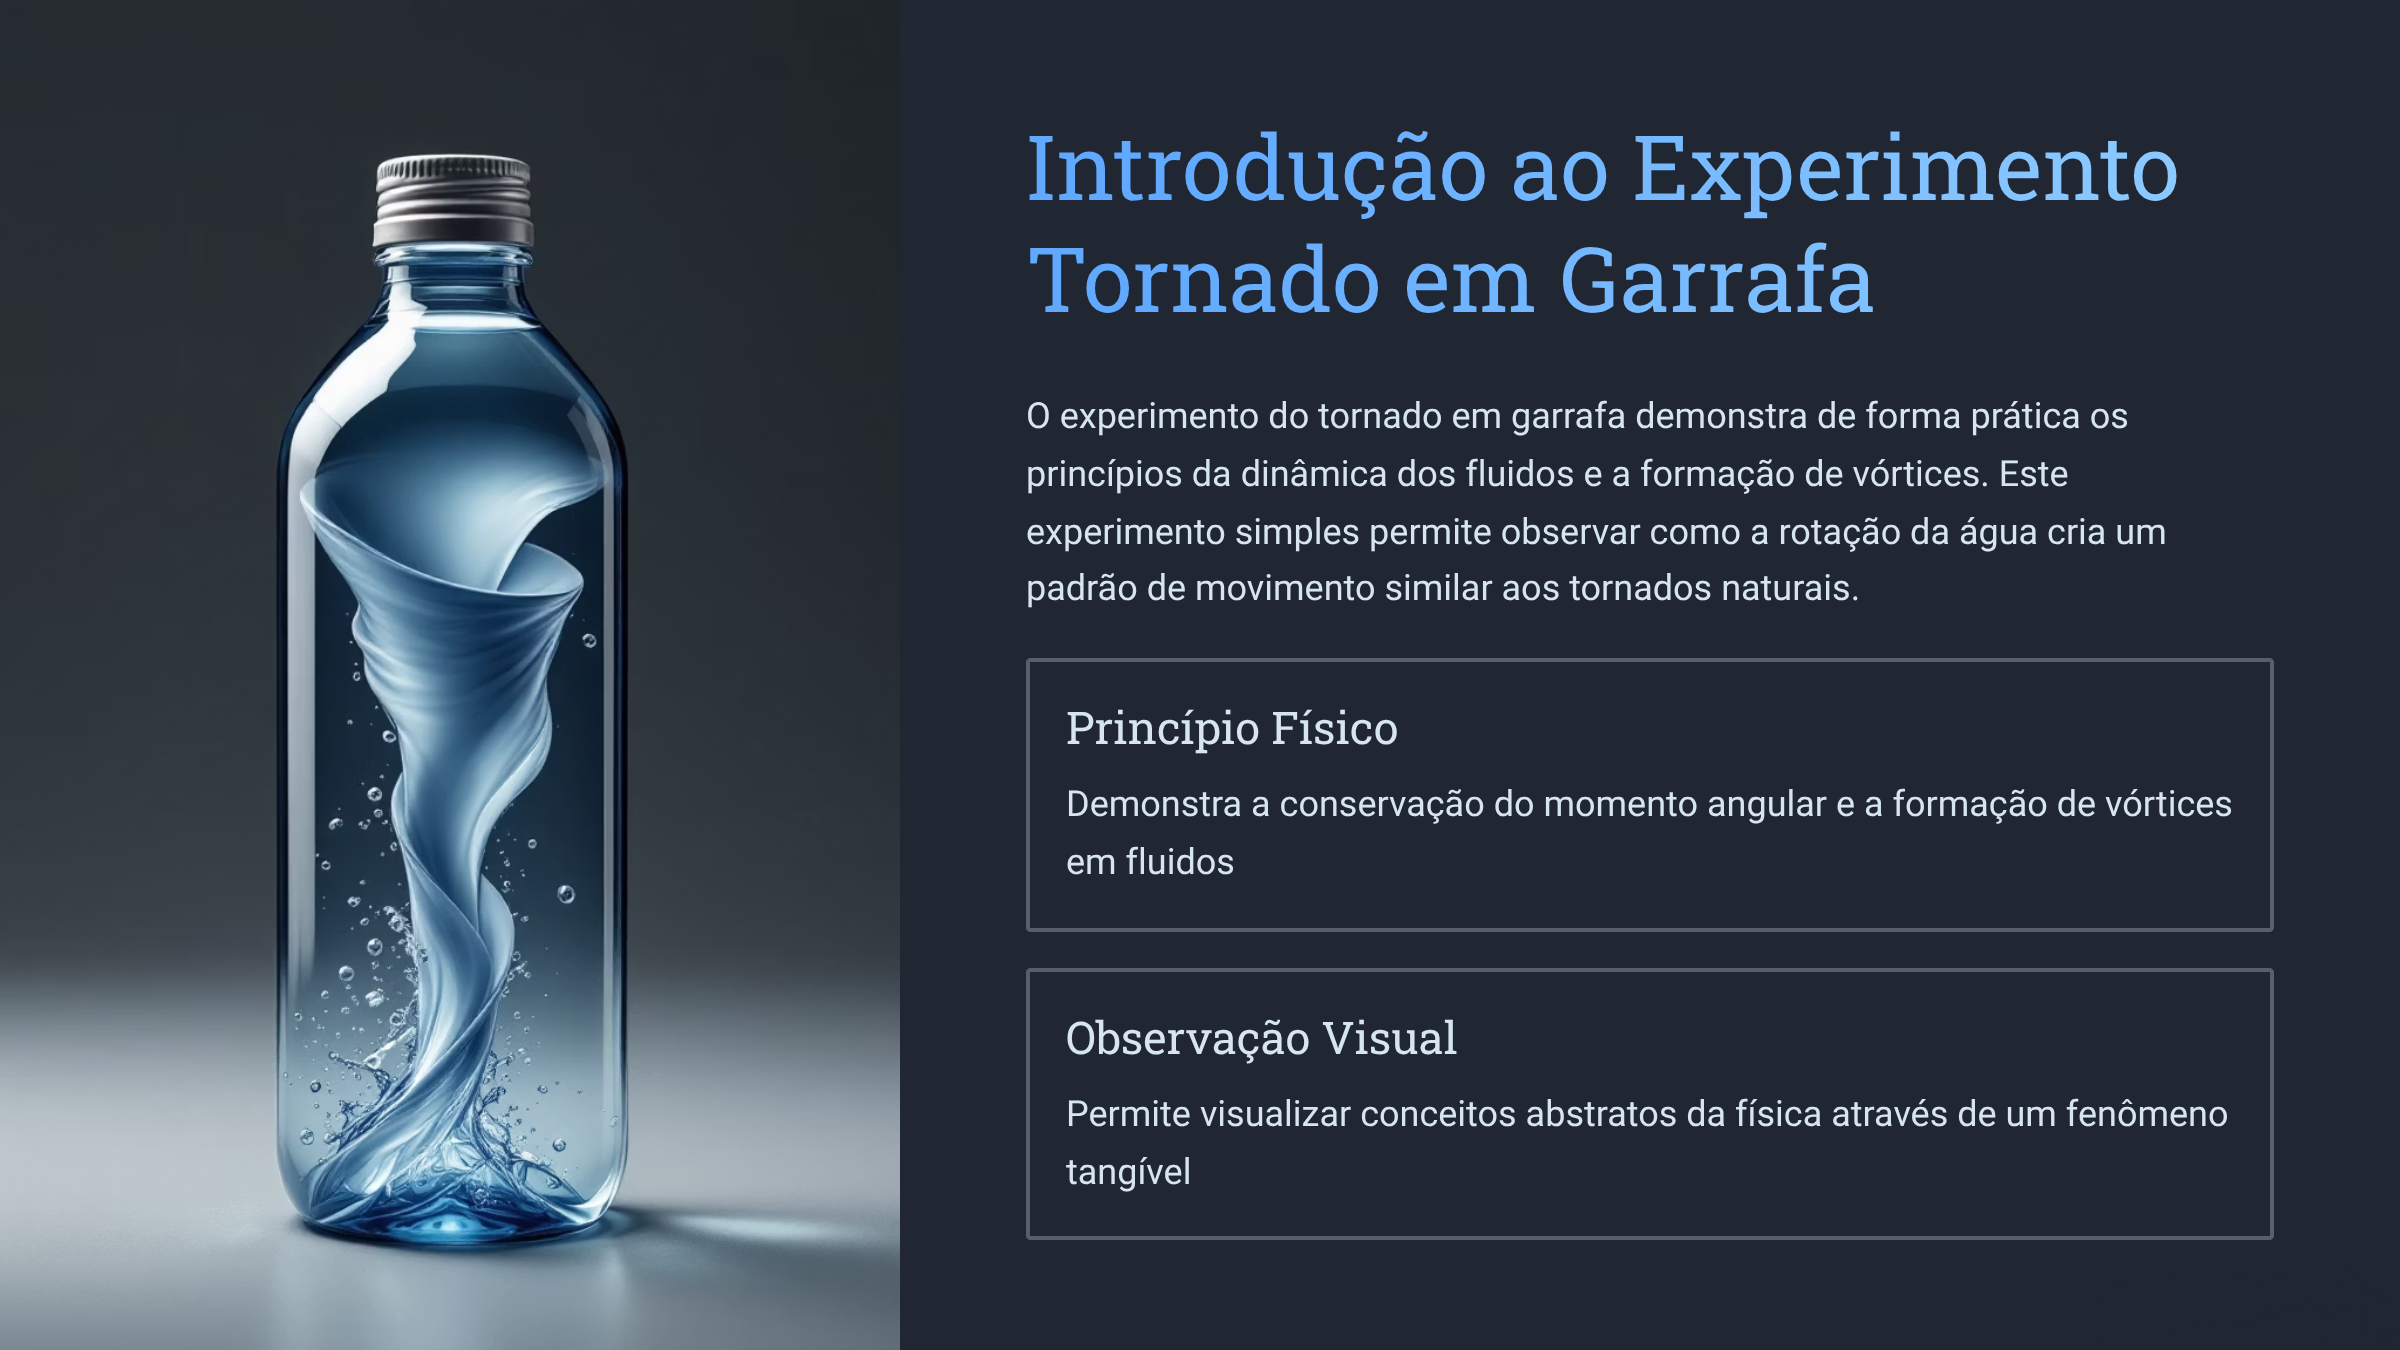 Introdução ao Experimento
Tornado em Garrafa
O experimento do tornado em garrafa demonstra de forma prática os
princípios da dinâmica dos fluidos e a formação de vórtices. Este
experimento simples permite observar como a rotação da água cria um
padrão de movimento similar aos tornados naturais.
Princípio Físico
Demonstra a conservação do momento angular e a formação de vórtices
em fluidos
Observação Visual
Permite visualizar conceitos abstratos da física através de um fenômeno
tangível